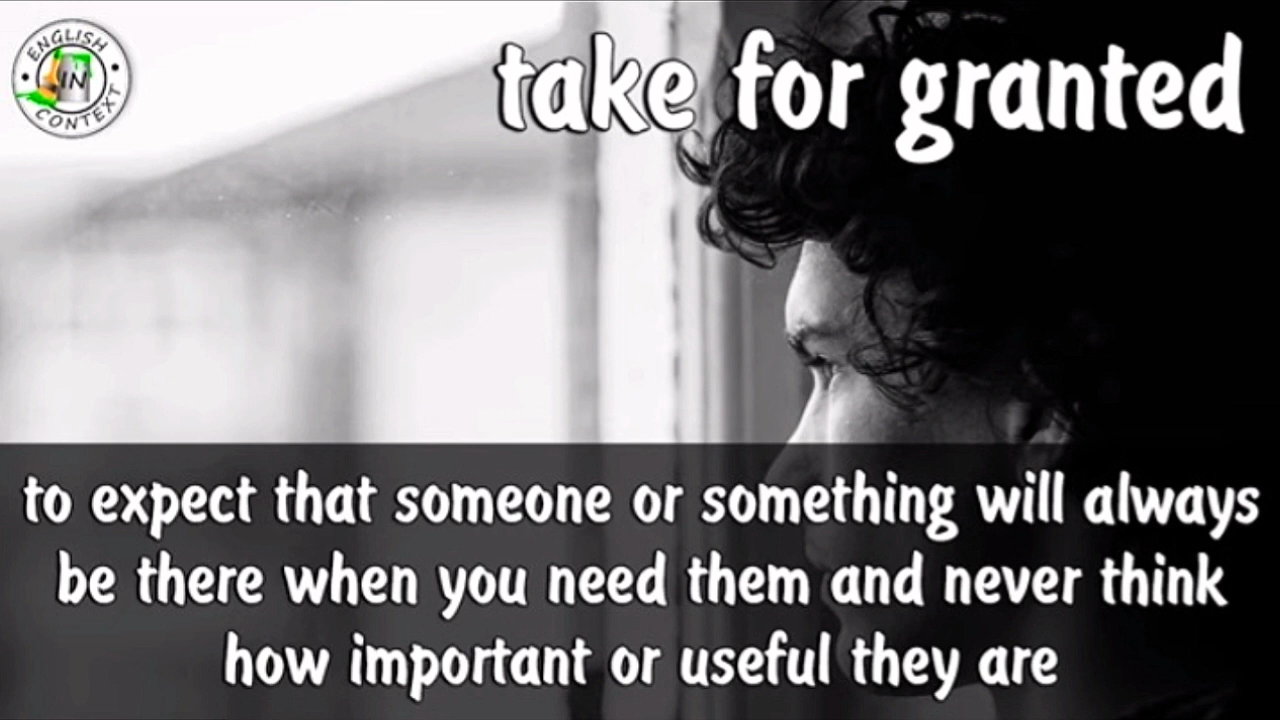 ENGLISH
IN
CONTEXT
take for granted
to expect that someone or something will always
be there when you need them and never think
how important or useful they are